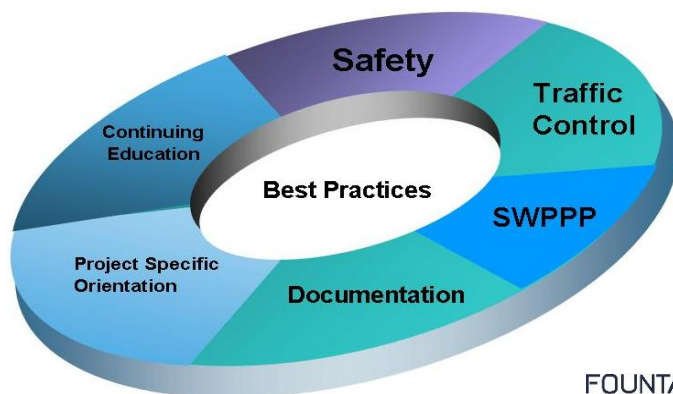 Safety
Traffic
Control
Continuing
Education
Best Practices
SWPPP
Project Specific
Orientation
Documentation